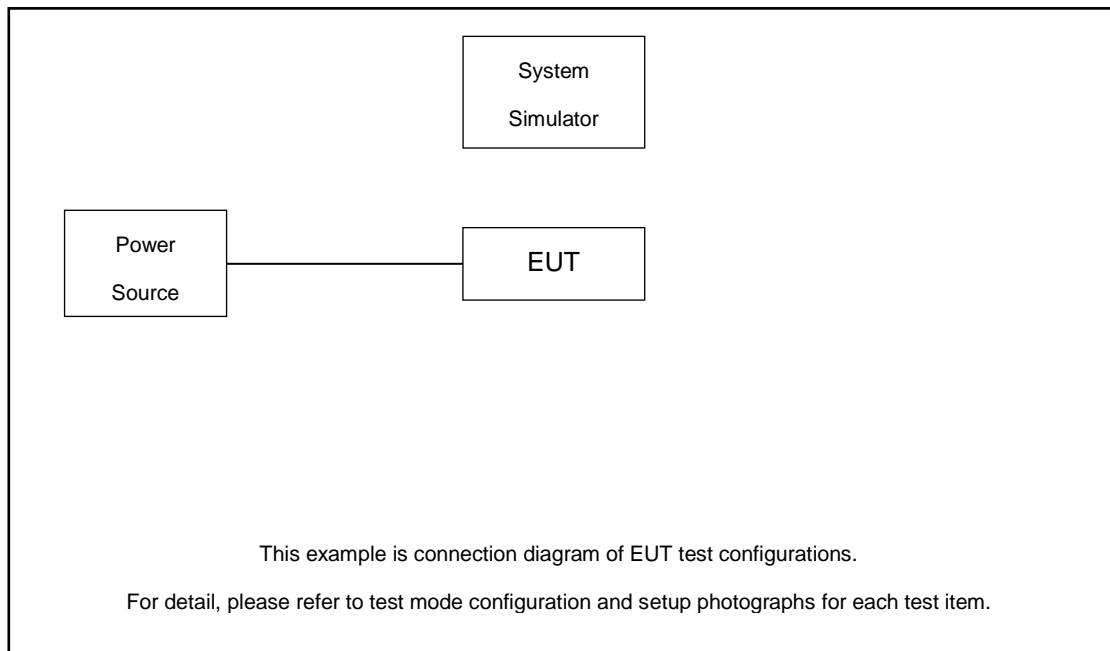 System
Simulator
Power
Source
EUT
This example is connection diagram of EUT test configurations.
For detail, please refer to test mode configuration and setup photographs for each test item.